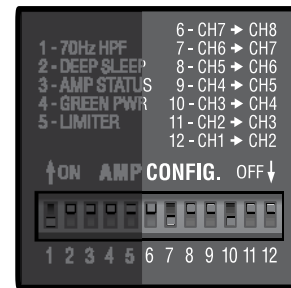 1 - 70Hz HPF
2 - DEEP SLEEP
3 - AMP STATUS
4 - GREEN PWR
5 - LIMITER
6 - CH7 → CH8
7 - CH6 → CH7
8 - CH5 → CH6
9 - CH4 → CH5
10 - CH3 → CH4
11 - CH2 → CH3
12 - CH1 → CH2
↑ON AMP CONFIG. OFF↓
1 2 3 4 5 6 7 8 9 10 11 12